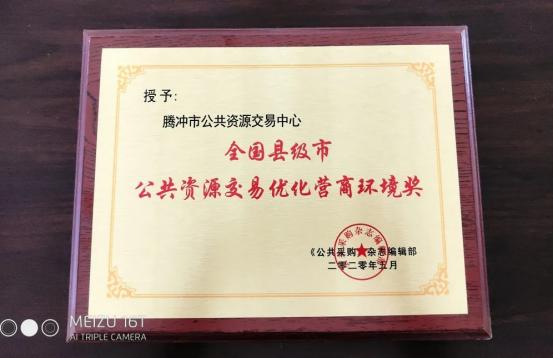 授予：
腾冲市公共资源交易中心
全国县级市
公共资源交易优化营商环境奖
《公共采购》杂志编辑部
二零二零年五月
MEIZU 16T
AI TRIPLE CAMERA